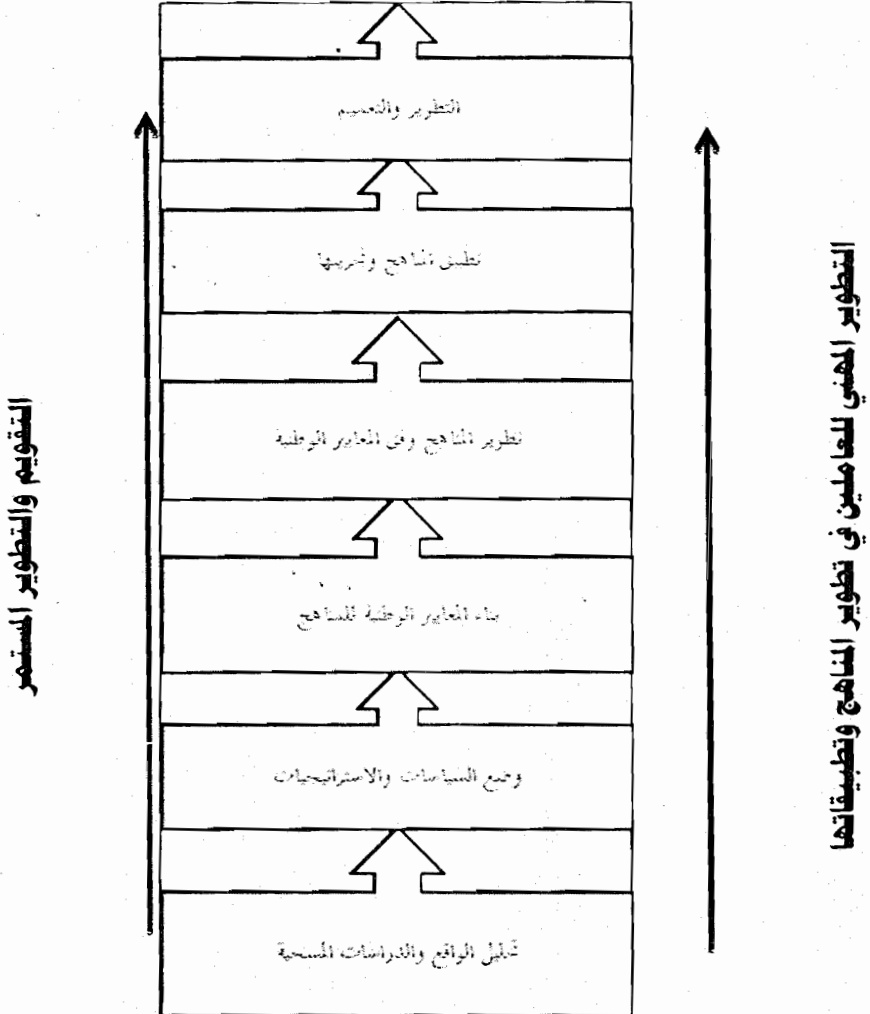 التطوير والتعميم
تطبيق المناهج وتجريبها
تطوير المناهج وفق المعايير الوطنية
بناء المعايير الوطنية للمناهج
وضع السياسات والاستراتيجيات
تحليل الواقع والدراسات المسحية
التطوير المهني للعاملين في تطوير المناهج وتطبيقاتها
التقويم والتطوير المستمر